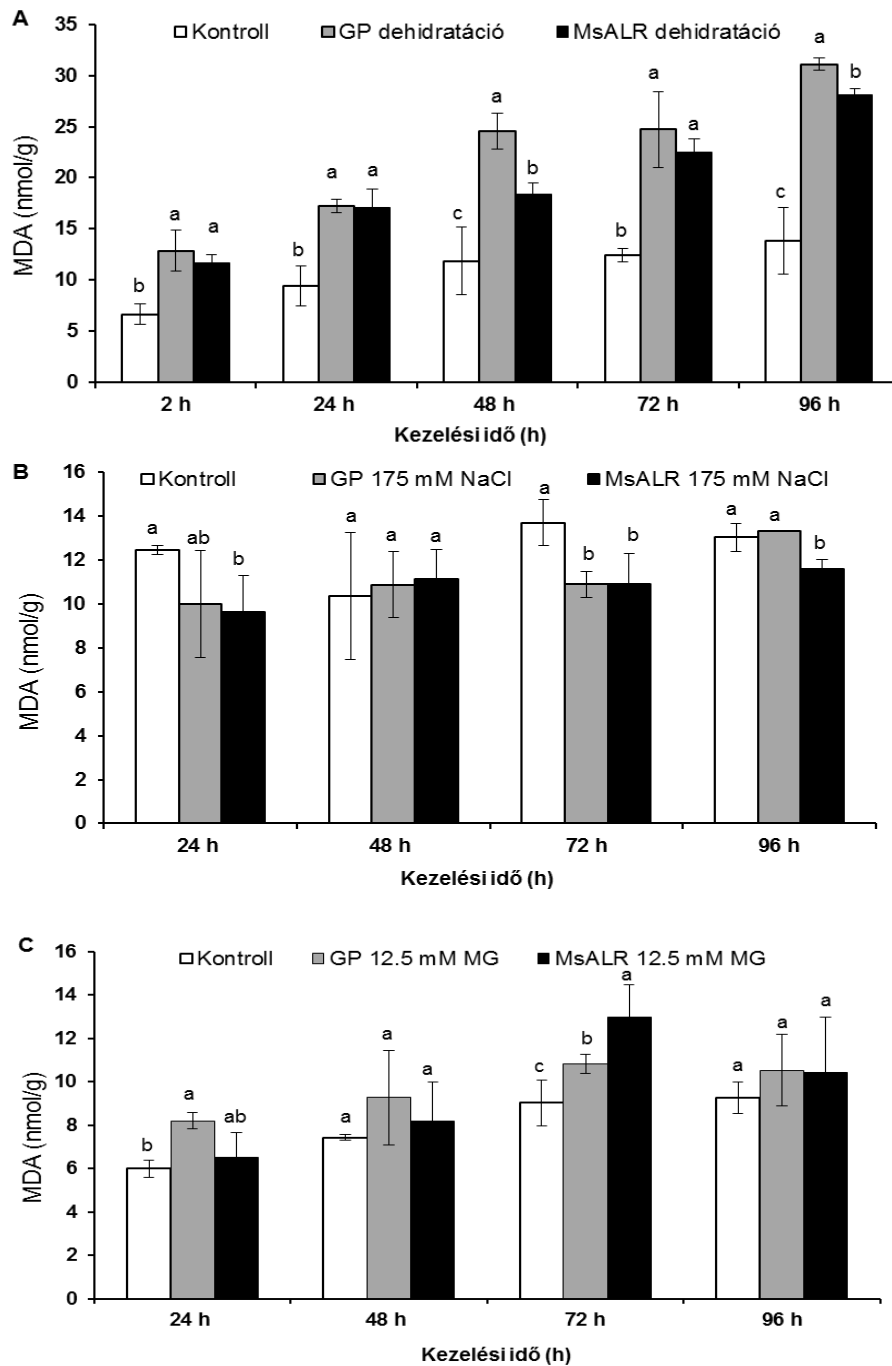 A
Kontroll GP dehidratáció MsALR dehidratáció
MDA (nmol/g)
35
30
25
20
15
10
5
0
b a a
b a a
c a b
b a a
c a b
2 h 24 h 48 h 72 h 96 h
Kezelési idő (h)
B
Kontroll GP 175 mM NaCl MsALR 175 mM NaCl
MDA (nmol/g)
16
14
12
10
8
6
4
2
0
a ab b
a a a
a b b
a a b
24 h 48 h 72 h 96 h
Kezelési idő (h)
C
Kontroll GP 12.5 mM MG MsALR 12.5 mM MG
MDA (nmol/g)
16
14
12
10
8
6
4
2
0
b a ab
a a a
c b a
a a a
24 h 48 h 72 h 96 h
Kezelési idő (h)